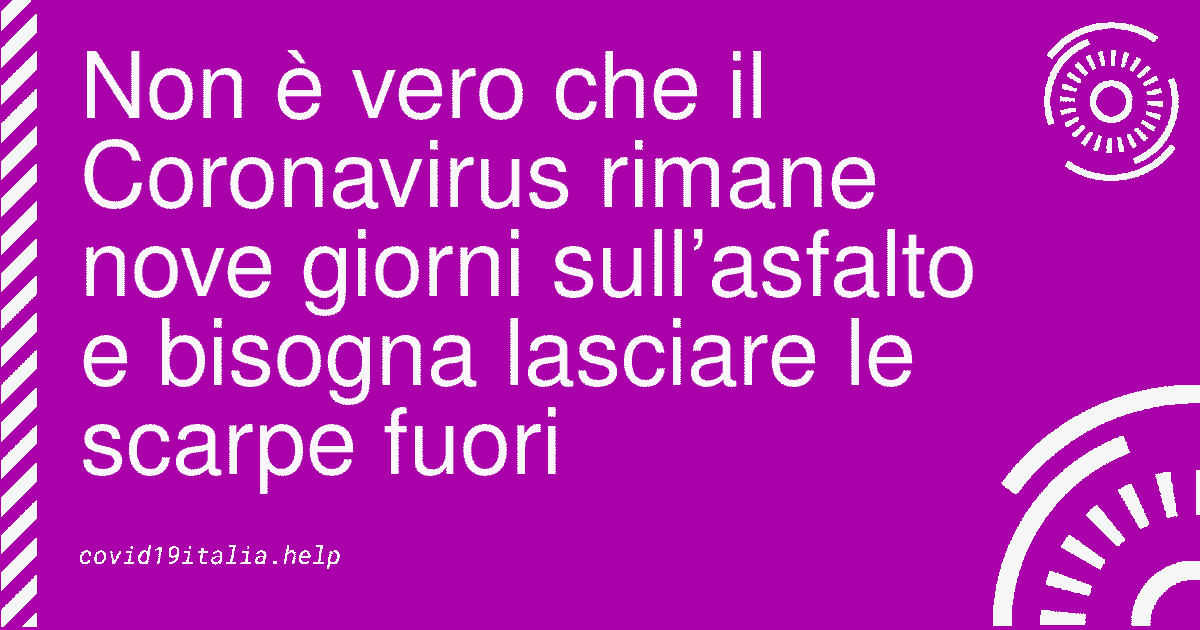 Non è vero che il
Coronavirus rimane
nove giorni sull’asfalto
e bisogna lasciare le
scarpe fuori
covid19italia.help